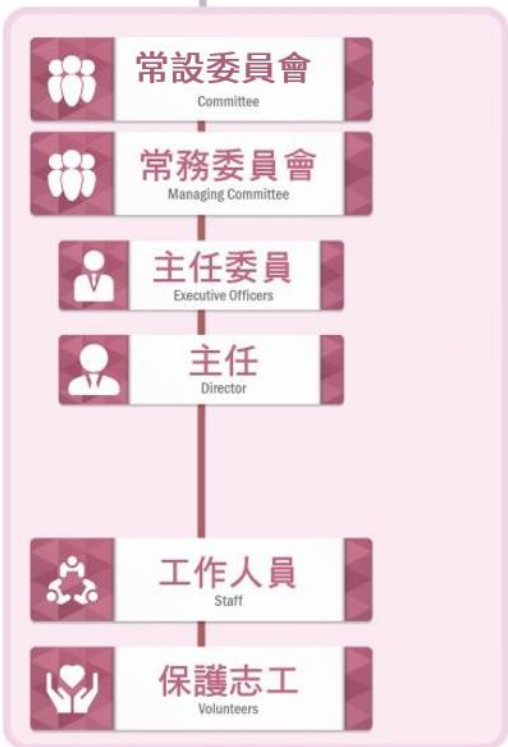 常設委員會
Committee
常務委員會
Managing Committee
主任委員
Executive Officers
主任
Director
工作人員
Staff
保護志工
Volunteers